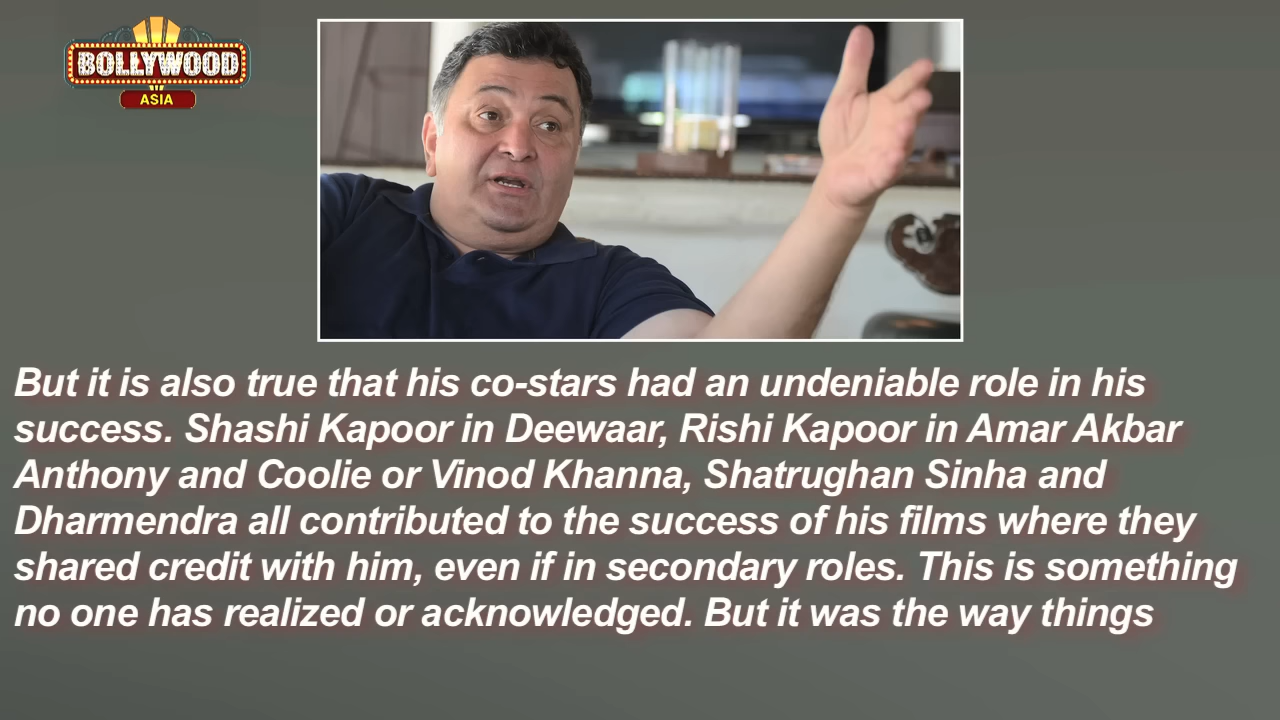 BOLLYWOOD
ASIA
But it is also true that his co-stars had an undeniable role in his
success. Shashi Kapoor in Deewaar, Rishi Kapoor in Amar Akbar
Anthony and Coolie or Vinod Khanna, Shatrughan Sinha and
Dharmendra all contributed to the success of his films where they
shared credit with him, even if in secondary roles. This is something
no one has realized or acknowledged. But it was the way things